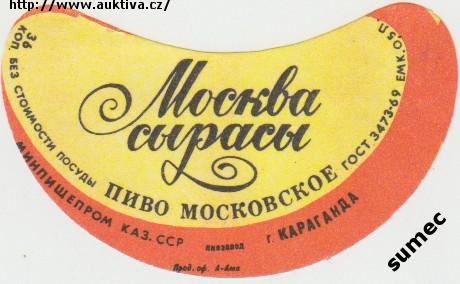 http://www.auktiva.cz/
Москва
сырасы
36 КОП. БЕЗ СТОИМОСТИ ПОСУДЫ
ПИВО МОСКОВСКОЕ
ГОСТ 3473-69 ЕМК. 0,5 Л
МИНПИЩЕПРОМ КАЗ. ССР
ПИВЗАВОД
г. КАРАГАНДА
Прод. оф. А-Ата
sumec